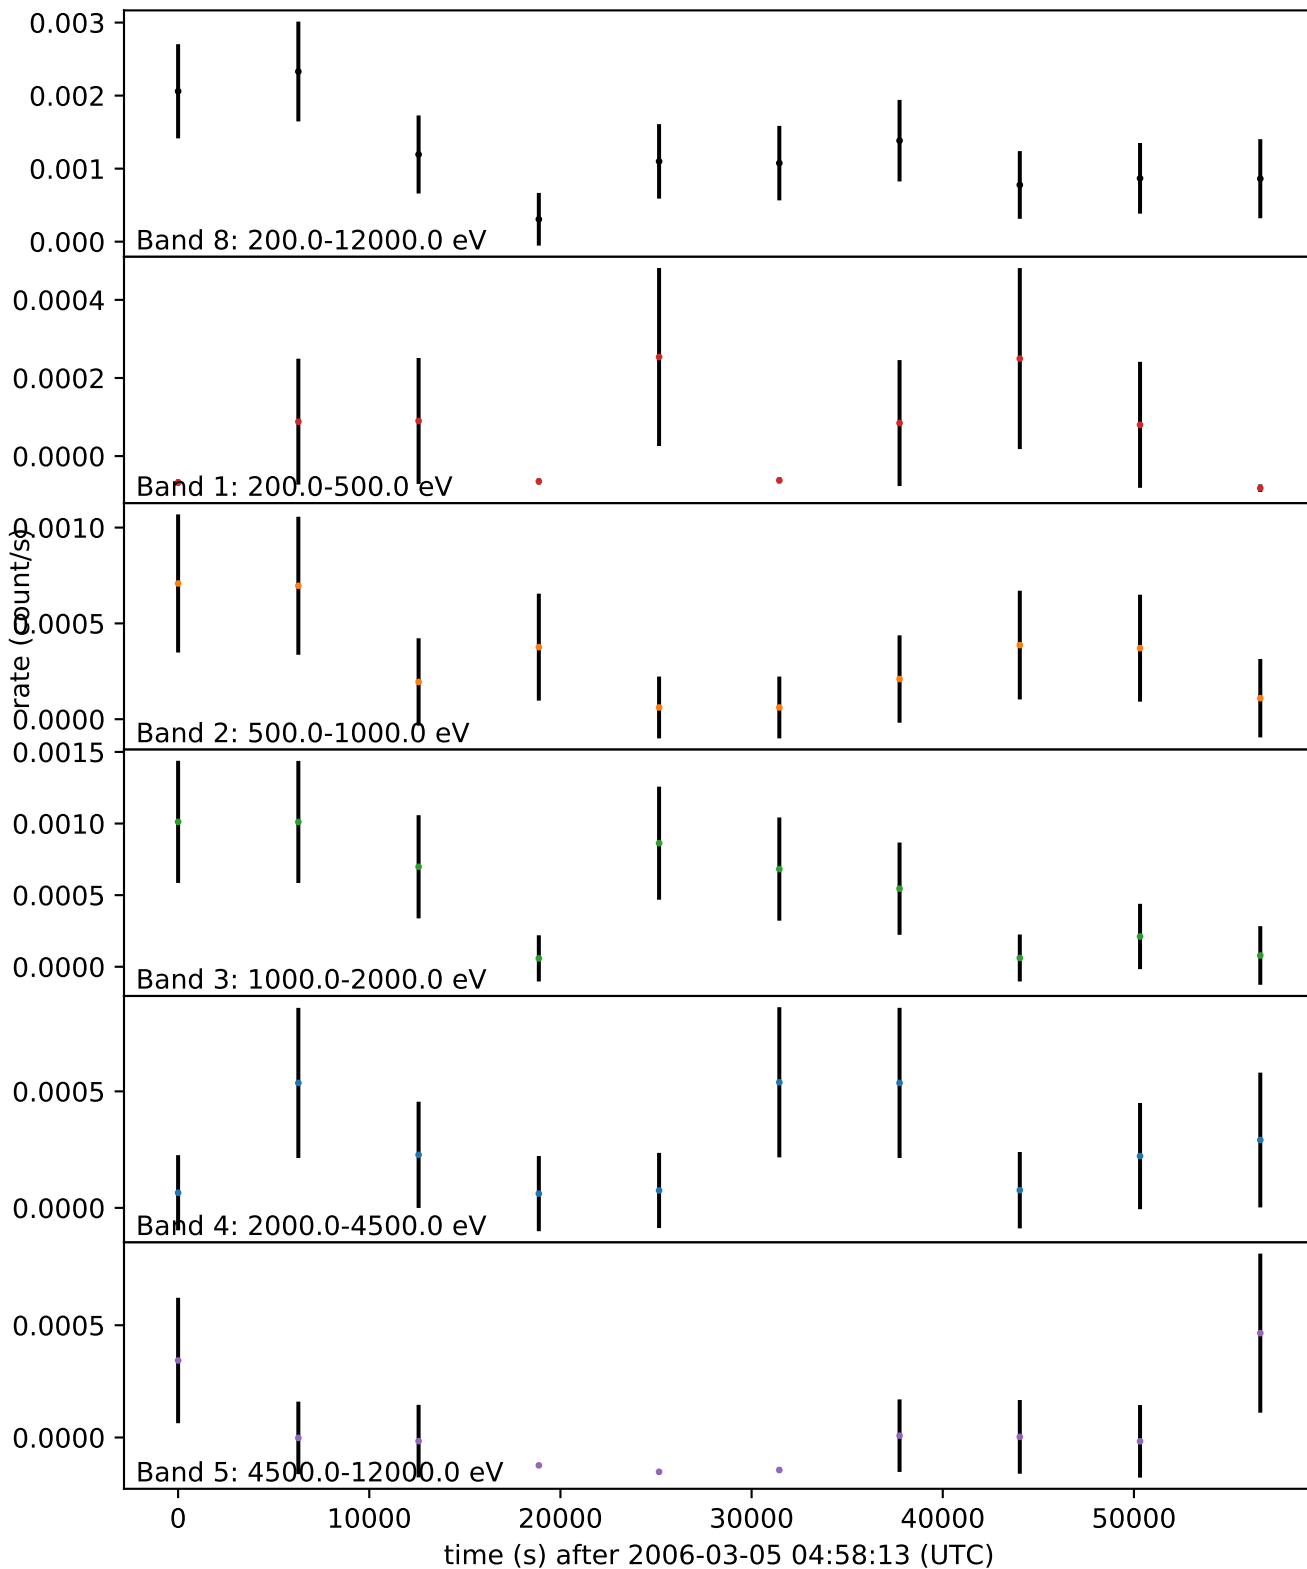 0.003
0.002
0.001
0.000
Band 8: 200.0-12000.0 eV
0.0004
0.0002
0.0000
Band 1: 200.0-500.0 eV
rate (count/s)
0.0010
0.0005
0.0000
Band 2: 500.0-1000.0 eV
0.0015
0.0010
0.0005
0.0000
Band 3: 1000.0-2000.0 eV
0.0005
0.0000
Band 4: 2000.0-4500.0 eV
0.0005
0.0000
Band 5: 4500.0-12000.0 eV
0 10000 20000 30000 40000 50000
time (s) after 2006-03-05 04:58:13 (UTC)